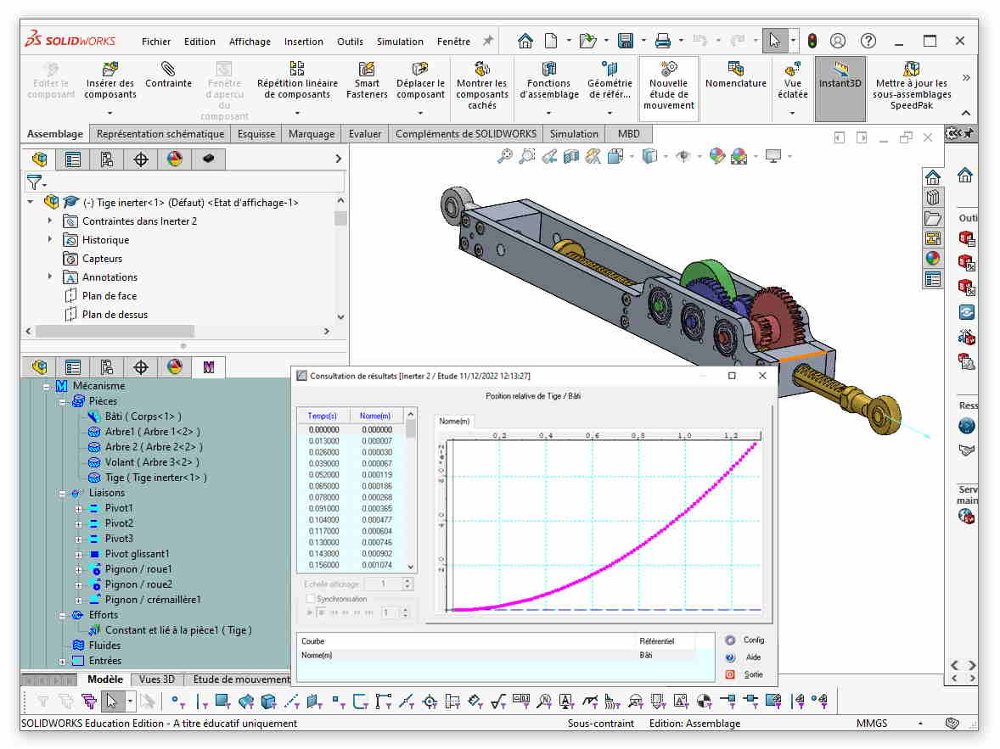 SOLIDWORKS Fichier Edition Affichage Insertion Outils Simulation Fenêtre
Editer le composant
Insérer des composants
Contrainte
Fenêtre d'aperçu du composant
Répétition linéaire de composants
Smart Fasteners
Déplacer le composant
Montrer les composants cachés
Fonctions d'assemblage
Géométrie de référ...
Nouvelle étude de mouvement
Nomenclature
Vue éclatée
Instant3D
Mettre à jour les sous-assemblages SpeedPak
Assemblage Représentation schématique Esquisse Marquage Evaluer Compléments de SOLIDWORKS Simulation MBD
(-) Tige inerter<1> (Défaut) <Etat d'affichage-1>
Contraintes dans Inerter 2
Historique
Capteurs
Annotations
Plan de face
Plan de dessus
Outi
Ress
Serv
main
Mécanisme
Pièces
Bâti ( Corps<1> )
Arbre1 ( Arbre 1<2> )
Arbre 2 ( Arbre 2<2> )
Volant ( Arbre 3<2> )
Tige ( Tige inerter<1> )
Liaisons
Pivot1
Pivot2
Pivot3
Pivot glissant1
Pignon / roue1
Pignon / roue2
Pignon / crémaillère1
Efforts
Constant et lié à la pièce1 ( Tige )
Fluides
Entrées
Consultation de résultats [Inerter 2 / Etude 11/12/2022 12:13:27]
Position relative de Tige / Bâti
Temps(s) Norme(m)
0.000000 0.000000
0.013000 0.000007
0.026000 0.000030
0.039000 0.000067
0.052000 0.000119
0.065000 0.000186
0.078000 0.000268
0.091000 0.000365
0.104000 0.000477
0.117000 0.000604
0.130000 0.000746
0.143000 0.000902
0.156000 0.001074
Echelle affichage 1
Synchronisation
1
Norme(m)
0,2 0,4 0,6 0,8 1,0 1,2
*e-2
6,0
4,0
2,0
Courbe Référentiel
Norme(m) Bâti
Config
Aide
Sortie
Modèle Vues 3D Etude de mouvement
SOLIDWORKS Education Edition - A titre éducatif uniquement Sous-contraint Edition: Assemblage MMGS